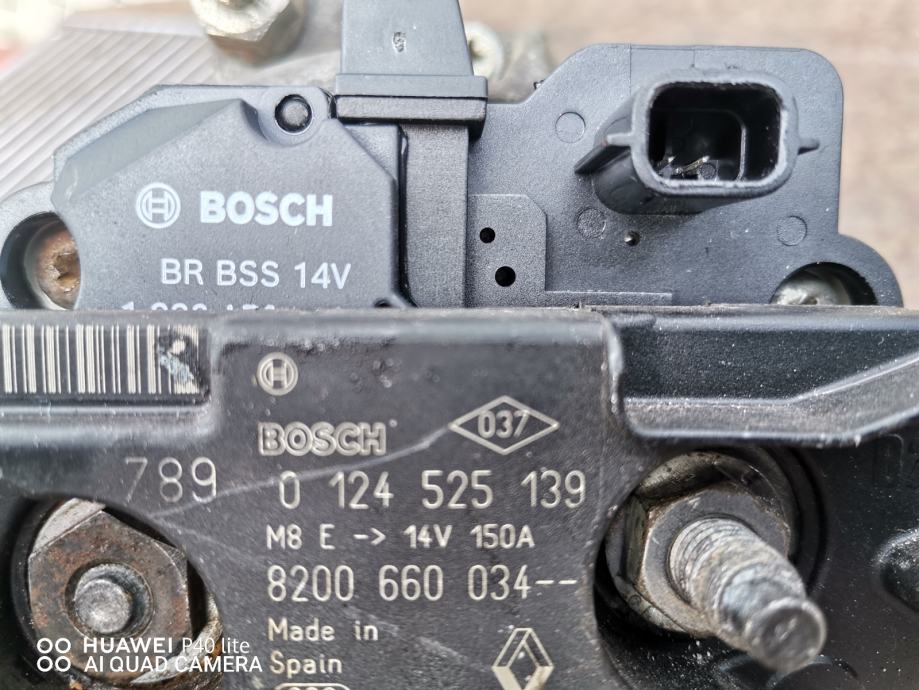 G
BOSCH
BR BSS 14V
BOSCH
037
789
0 124 525 139
M8 E -> 14V 150A
8200 660 034--
Made in
Spain
HUAWEI P40 lite
AI QUAD CAMERA